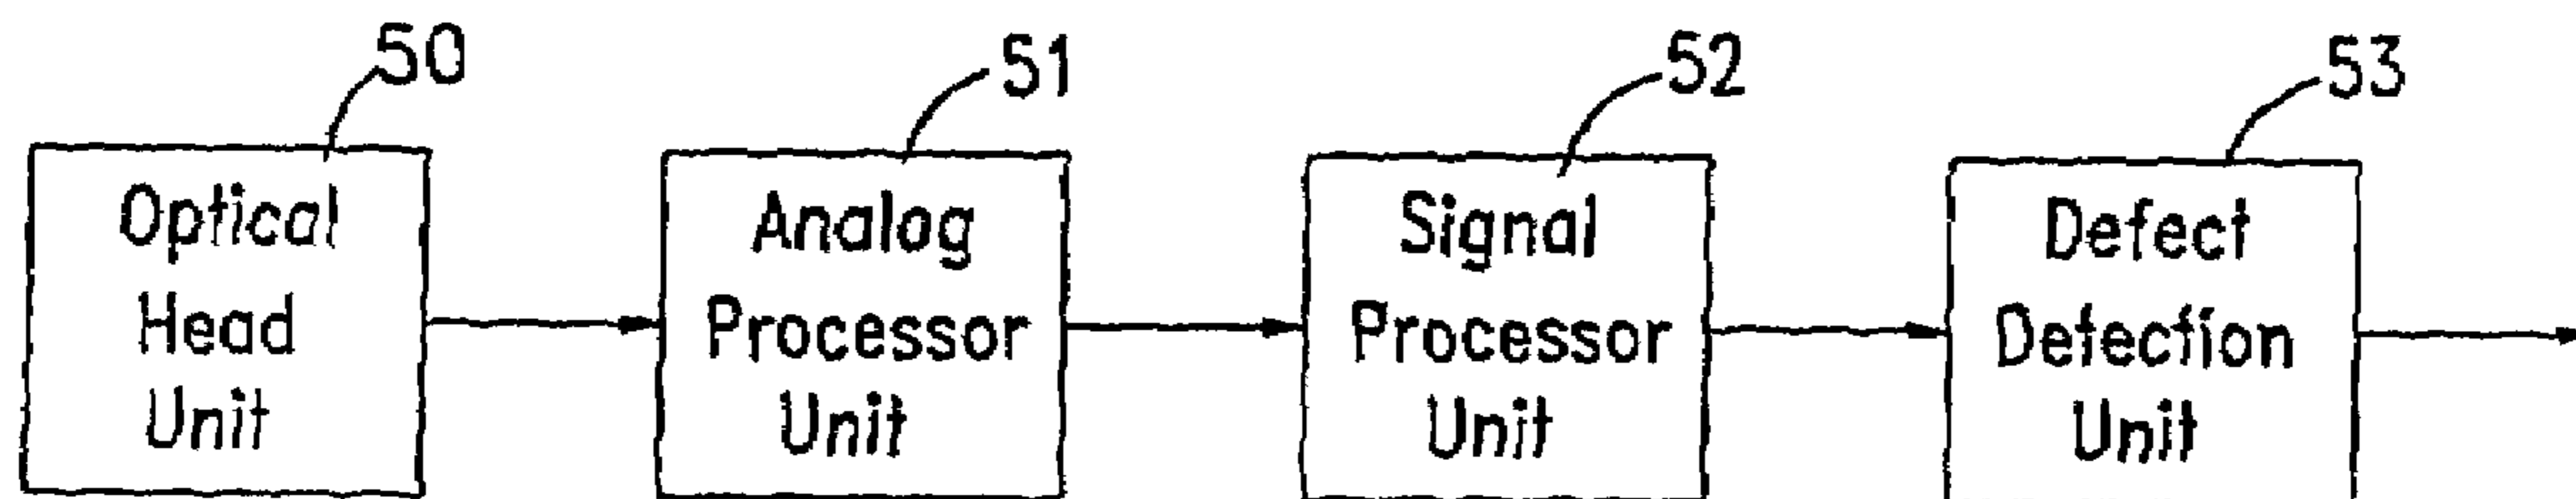 50
51
52
53
Optical
Head
Unit
Analog
Processor
Unit
Signal
Processor
Unit
Defect
Detection
Unit